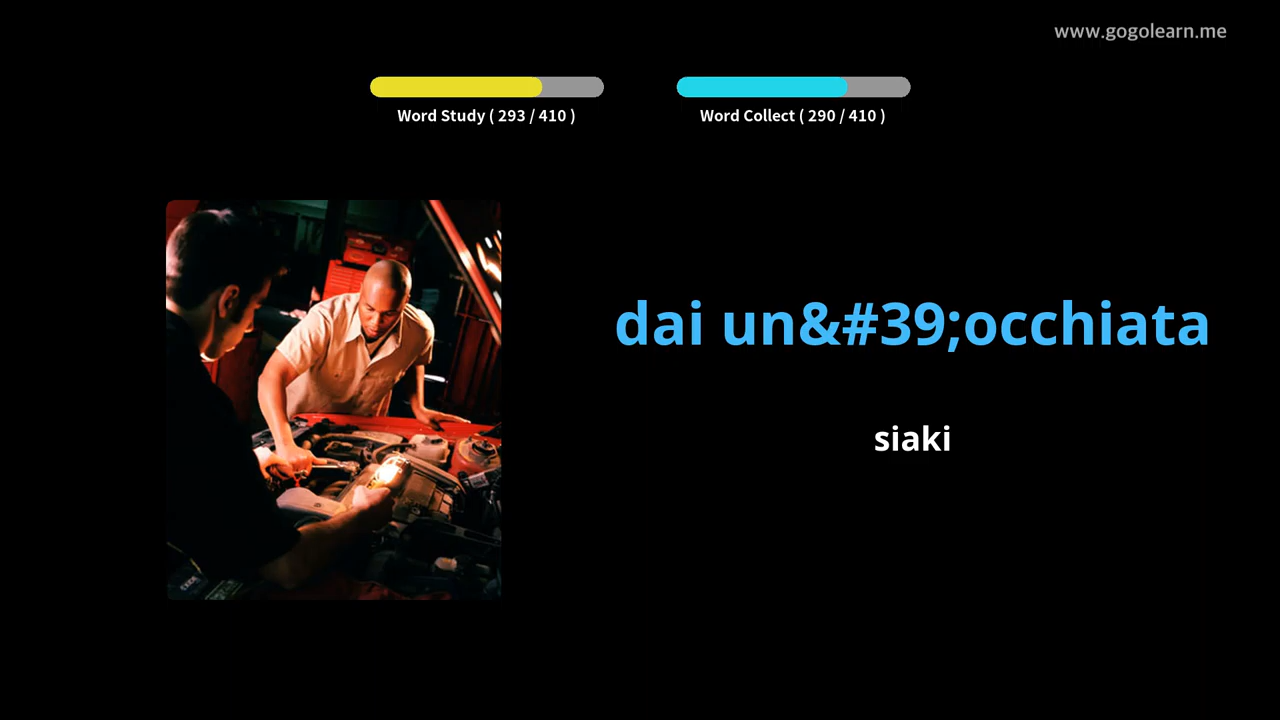 www.gogolearn.me
Word Study ( 293 / 410 )
Word Collect ( 290 / 410 )
dai un&#39;occhiata
siaki